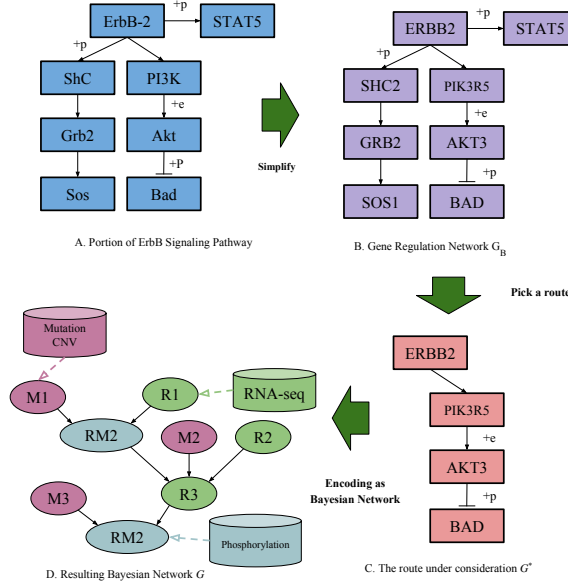 +p
ErbB-2
STAT5
+p
ShC
PI3K
+e
Grb2
Akt
+P
Sos
Bad
A. Portion of ErbB Signaling Pathway
Simplify
ERBB2
+p
STAT5
+p
SHC2
PIK3R5
+e
GRB2
AKT3
+p
SOS1
BAD
B. Gene Regulation Network G_B
Pick a route
Mutation
CNV
M1
R1
RNA-seq
RM2
M2
R2
M3
R3
RM2
Phosphorylation
D. Resulting Bayesian Network G
Encoding as
Bayesian Network
ERBB2
PIK3R5
+e
AKT3
+p
BAD
C. The route under consideration G*